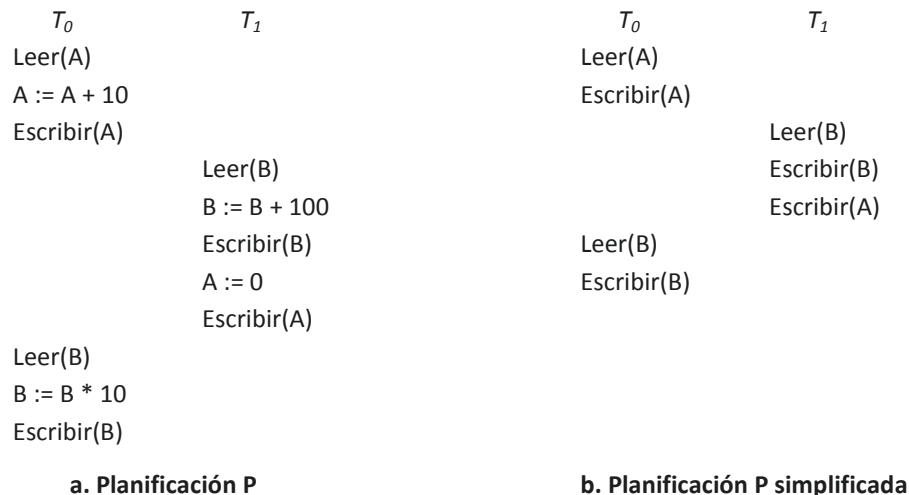 T0 T1
Leer(A)
A := A + 10
Escribir(A)
Leer(B)
B := B + 100
Escribir(B)
A := 0
Escribir(A)
Leer(B)
B := B * 10
Escribir(B)
a. Planificación P
T0 T1
Leer(A)
Escribir(A)
Leer(B)
Escribir(B)
Escribir(A)
Leer(B)
Escribir(B)
b. Planificación P simplificada